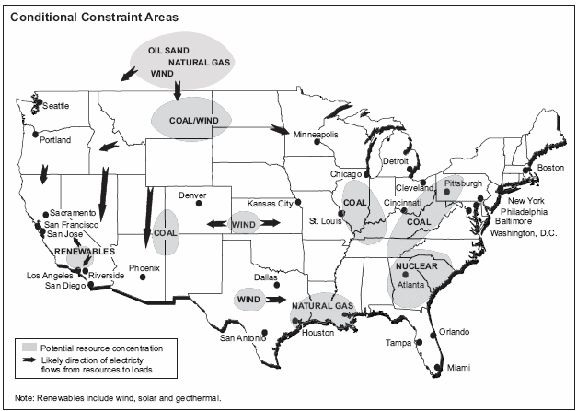 Conditional Constraint Areas
OIL SAND
NATURAL GAS
WIND
COAL/WIND
Seattle
Portland
Minneapolis
Boston
Detroit
Chicago
Cleveland
Pittsburgh
New York
Philadelphia
Baltimore
Washington, D.C.
Denver
Kansas City
St. Louis
COAL
Cincinnati
COAL
Sacramento
San Francisco
San Jose
RENEWABLES
COAL
WIND
Los Angeles
Riverside
San Diego
Phoenix
NUCLEAR
Atlanta
Dallas
WIND
NATURAL GAS
San Antonio
Houston
Orlando
Tampa
Miami
Potential resource concentration
Likely direction of electricity
flows from resources to loads
Note: Renewables include wind, solar and geothermal.